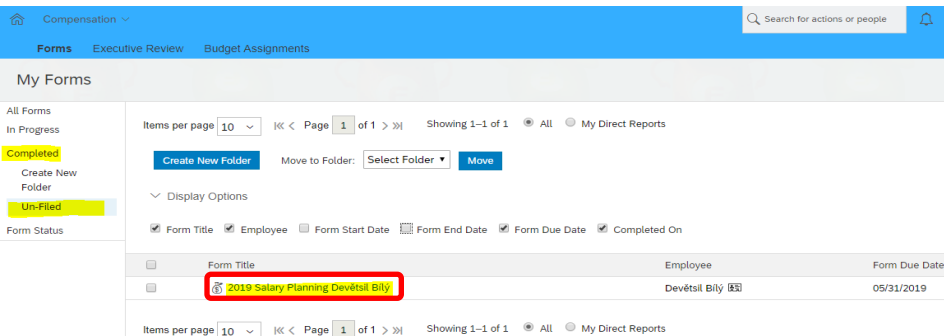 Compensation
Search for actions or people
Forms Executive Review Budget Assignments
My Forms
All Forms
In Progress
Completed
Create New
Folder
Un-Filed
Form Status
Items per page 10 Page 1 of 1 Showing 1–1 of 1 All My Direct Reports
Create New Folder Move to Folder: Select Folder Move
Display Options
Form Title Employee Form Start Date Form End Date Form Due Date Completed On
Form Title Employee Form Due Date
2019 Salary Planning Devětsil Bílý Devětsil Bílý 05/31/2019
Items per page 10 Page 1 of 1 Showing 1–1 of 1 All My Direct Reports